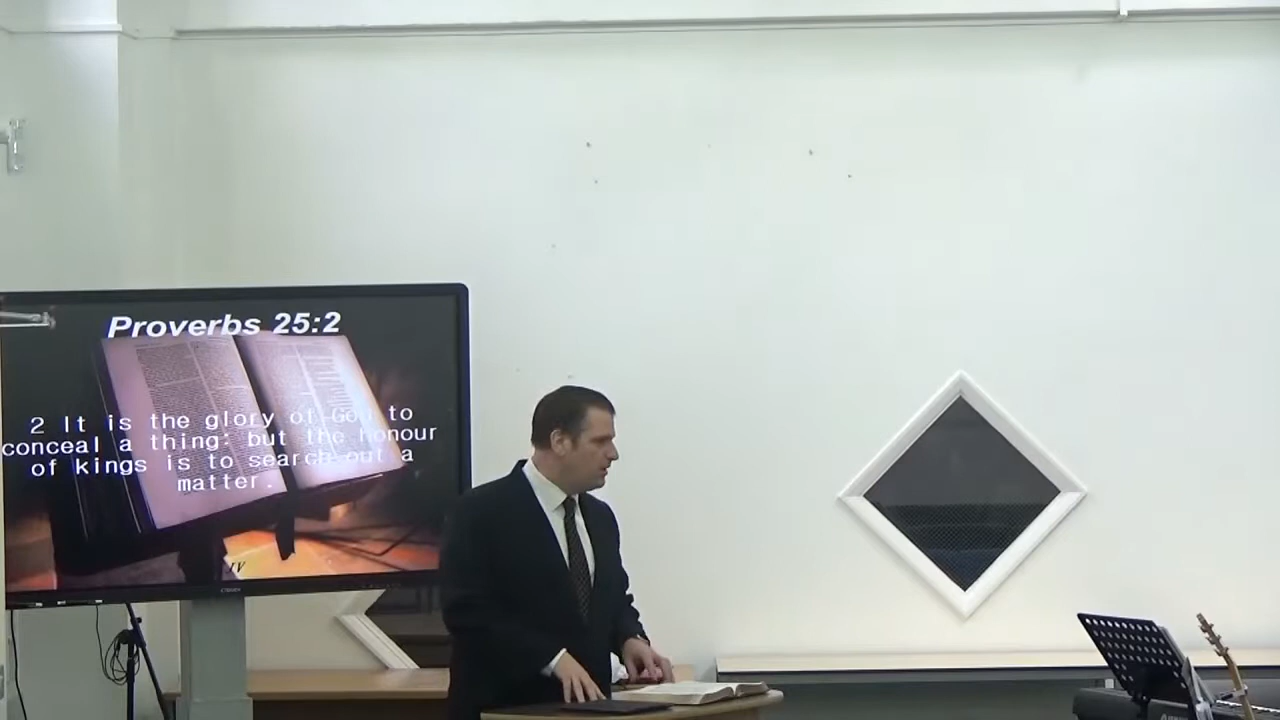 Proverbs 25:2
2 It is the glory of God to
conceal a thing: but the honour
of kings is to search out a
matter.